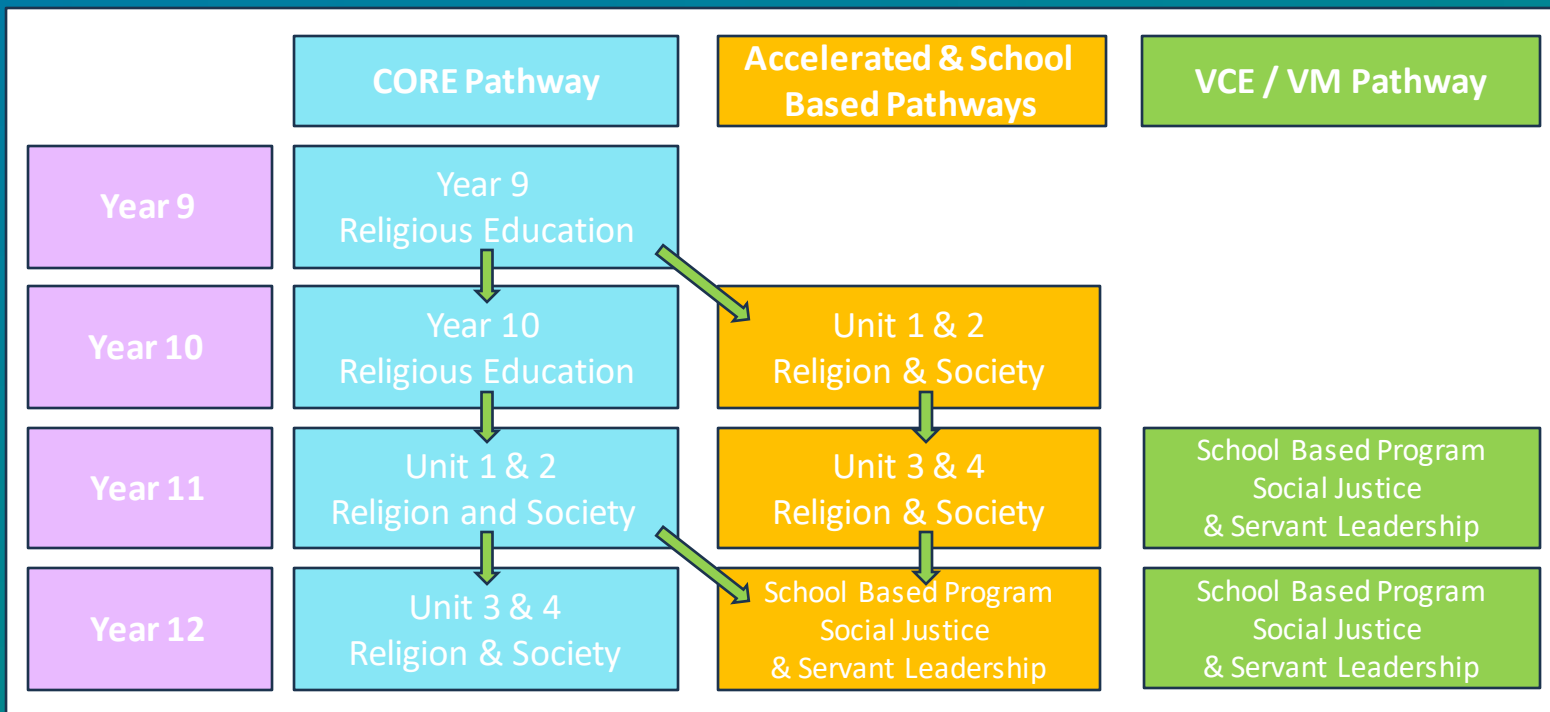 CORE Pathway
Accelerated & School
Based Pathways
VCE / VM Pathway
Year 9
Year 9
Religious Education
Year 10
Year 10
Religious Education
Unit 1 & 2
Religion & Society
Year 11
Unit 1 & 2
Religion and Society
Unit 3 & 4
Religion & Society
School Based Program
Social Justice
& Servant Leadership
Year 12
Unit 3 & 4
Religion & Society
School Based Program
Social Justice
& Servant Leadership
School Based Program
Social Justice
& Servant Leadership